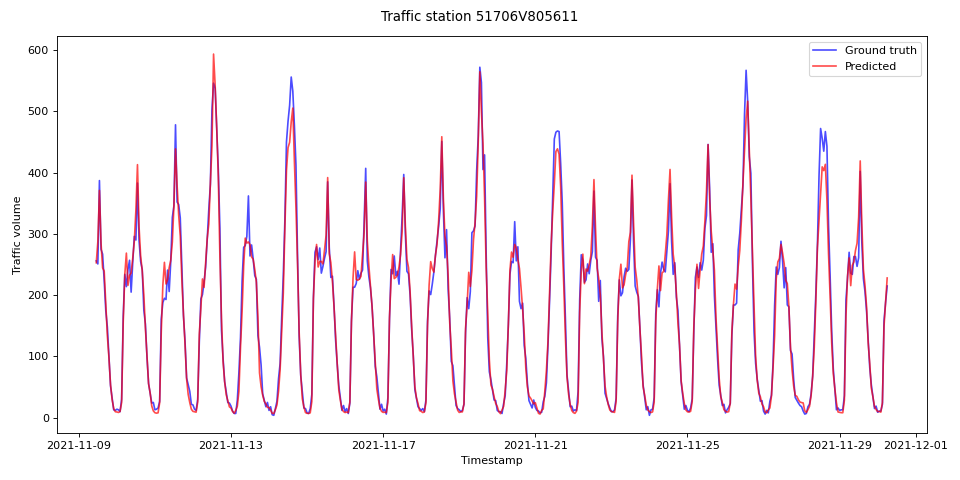 Traffic station 51706V805611
Ground truth
Predicted
600
500
400
300
200
100
0
Traffic volume
2021-11-09
2021-11-13
2021-11-17
2021-11-21
2021-11-25
2021-11-29
2021-12-01
Timestamp